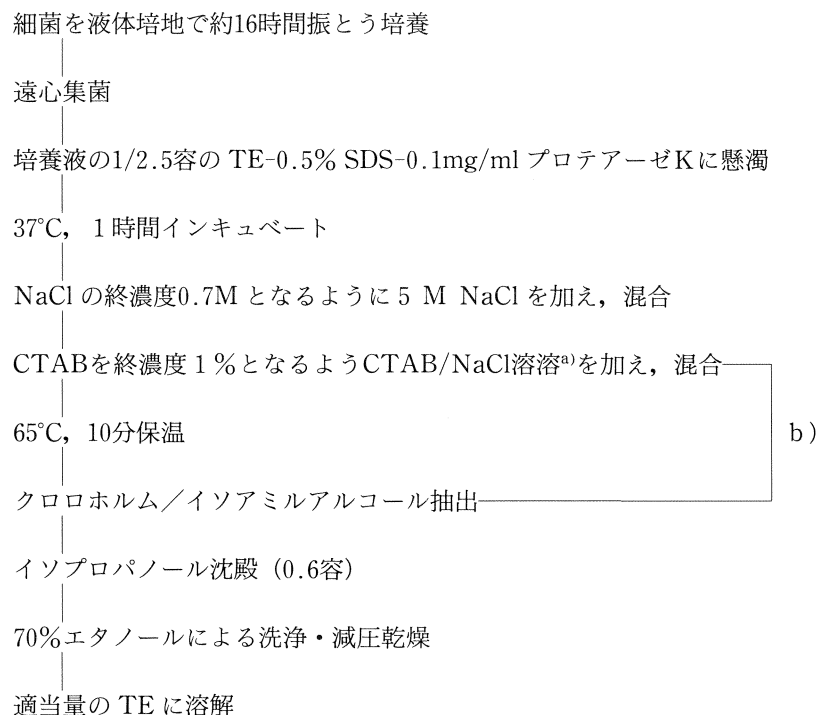 細菌を液体培地で約16時間振とう培養
遠心集菌
培養液の1/2.5容の TE-0.5% SDS-0.1mg/ml プロテアーゼKに懸濁
37℃, 1時間インキュベート
NaCl の終濃度0.7M となるように 5 M NaCl を加え，混合
CTABを終濃度1%となるようCTAB/NaCl溶溶a)を加え，混合
65℃, 10分保温
b)
クロロホルム／イソアミルアルコール抽出
イソプロパノール沈殿（0.6容）
70%エタノールによる洗浄・減圧乾燥
適当量の TE に溶解